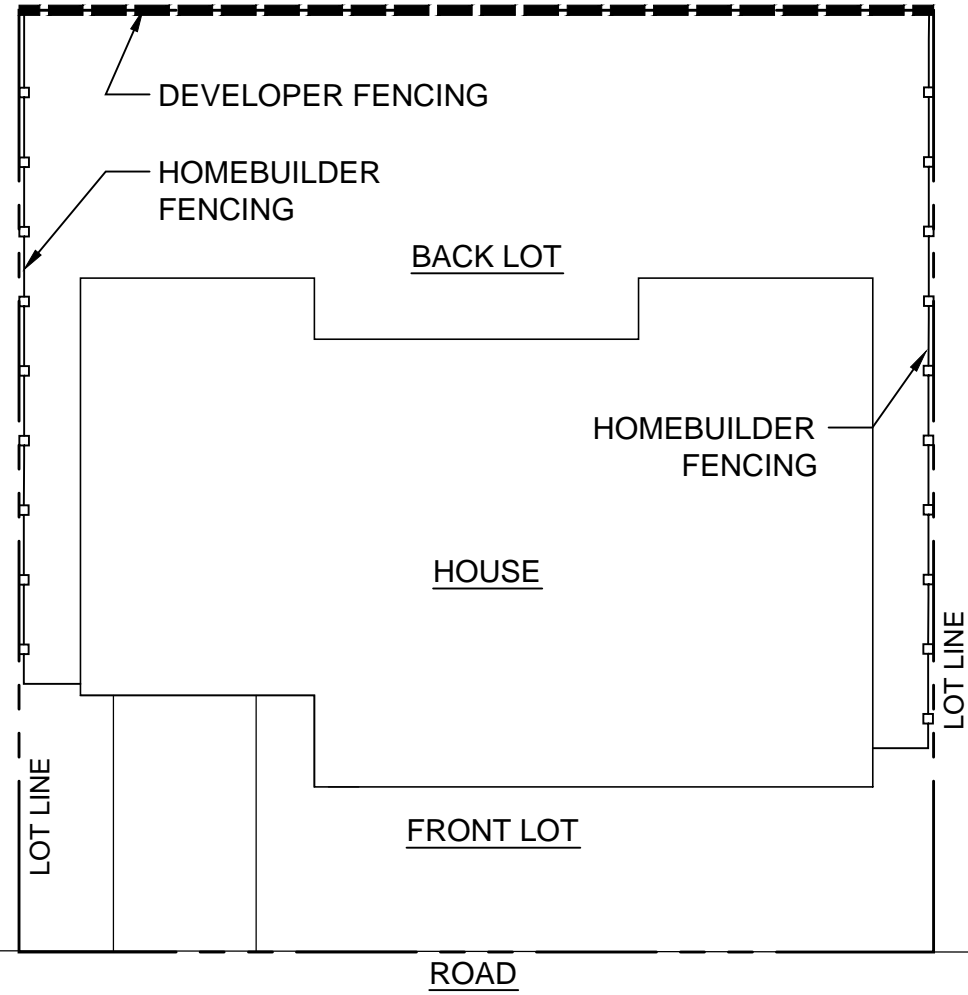 DEVELOPER FENCING
HOMEBUILDER
FENCING
BACK LOT
HOMEBUILDER
FENCING
HOUSE
LOT LINE
LOT LINE
FRONT LOT
ROAD